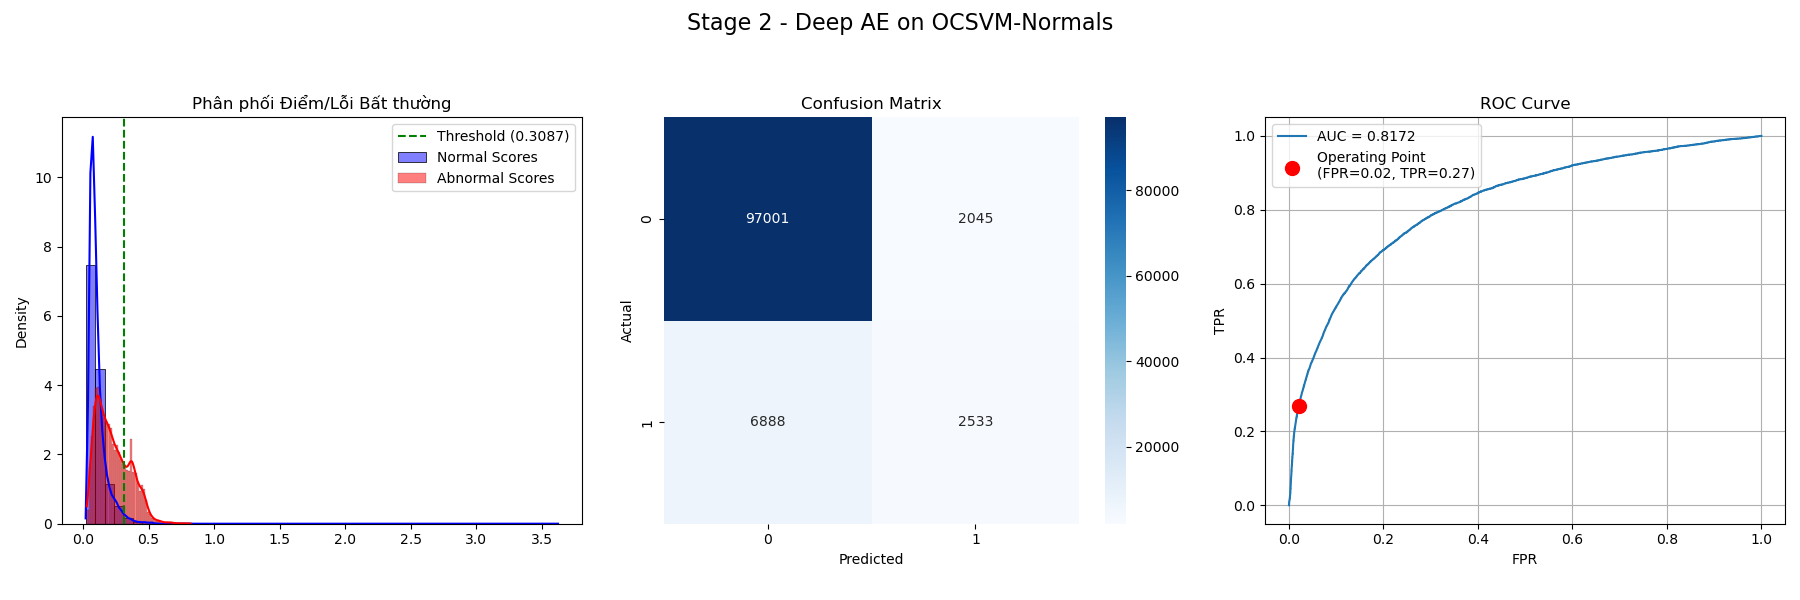 Stage 2 - Deep AE on OCSVM-Normals
Phân phối Điểm/Lỗi Bất thường
Density
10
8
6
4
2
0
0.0 0.5 1.0 1.5 2.0 2.5 3.0 3.5
Threshold (0.3087)
Normal Scores
Abnormal Scores
Confusion Matrix
Actual
0
1
97001 2045
6888 2533
0 1
Predicted
80000
60000
40000
20000
ROC Curve
TPR
1.0
0.8
0.6
0.4
0.2
0.0
AUC = 0.8172
Operating Point
(FPR=0.02, TPR=0.27)
0.0 0.2 0.4 0.6 0.8 1.0
FPR